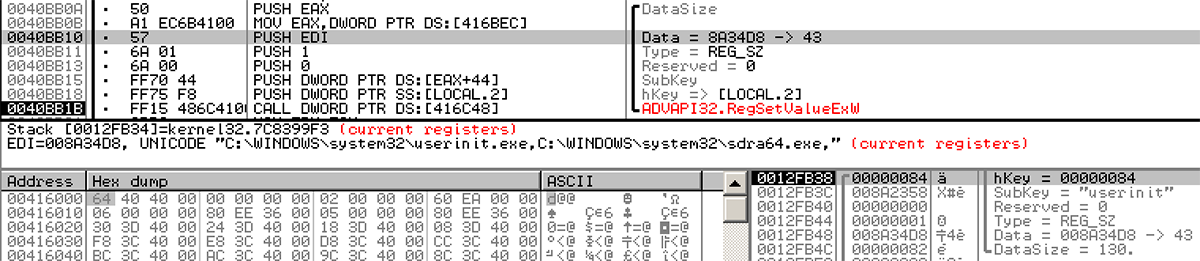 0040BB0A · 50 PUSH EAX DataSize
0040BB0B · A1 EC6B4100 MOV EAX,DWORD PTR DS:[416BEC]
0040BB10 · 57 PUSH EDI Data = 8A34D8 -> 43
0040BB11 · 6A 01 PUSH 1 Type = REG_SZ
0040BB13 · 6A 00 PUSH 0 Reserved = 0
0040BB15 · FF70 44 PUSH DWORD PTR DS:[EAX+44] SubKey
0040BB18 · FF75 F8 PUSH DWORD PTR SS:[LOCAL.2] hKey => [LOCAL.2]
0040BB1B · FF15 486C4100 CALL DWORD PTR DS:[416C48] ADVAPI32.RegSetValueExW
Stack [0012FB34]=kernel32.7C8399F3 (current registers)
EDI=008A34D8, UNICODE "C:\WINDOWS\system32\userinit.exe,C:\WINDOWS\system32\sdra64.exe," (current registers)
Address Hex dump ASCII
00416000 64 40 40 00 00 00 00 00 02 00 00 00 60 EA 00 00 d@@ 0 `Ω
00416010 06 00 00 00 80 EE 36 00 05 00 00 00 80 EE 36 00 ♠ Çε6 ♣ Çε6
00416020 30 3D 40 00 24 3D 40 00 18 3D 40 00 08 3D 40 00 0=@ $=@ ↑=@ ◘=@
00416030 F8 3C 40 00 E8 3C 40 00 D8 3C 40 00 CC 3C 40 00 °<@ <@ <@ <@
00416040 BC 3C 40 00 AC 3C 40 00 9C 3C 40 00 8C 3C 40 00 <@ <@ £<@ î<@
0012FB38 00000084 ä hKey = 00000084
0012FB3C 008A2358 X#è SubKey = "userinit"
0012FB40 00000000 Reserved = 0
0012FB44 00000001 Type = REG_SZ
0012FB48 008A34D8 ╪4è Data = 008A34D8 -> 43
0012FB4C 00000082 é DataSize = 130.